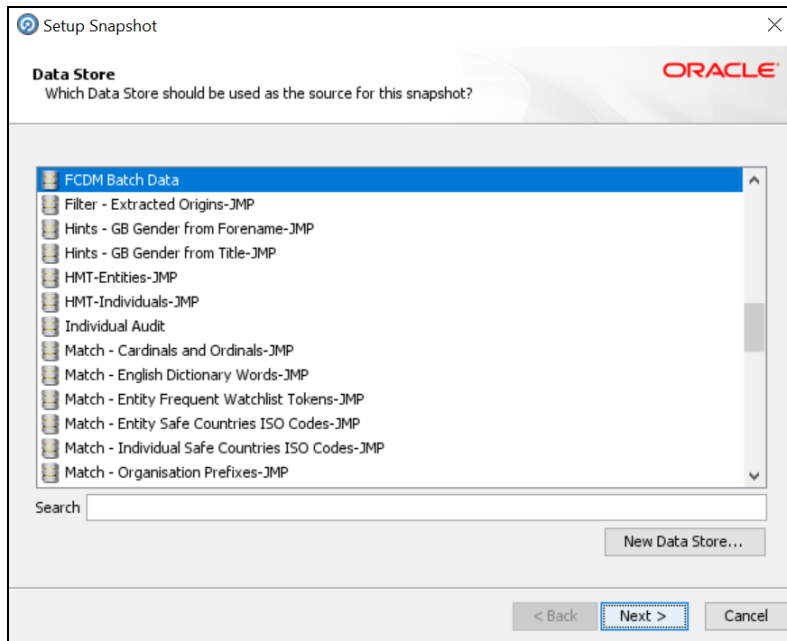 Setup Snapshot
Data Store
ORACLE
Which Data Store should be used as the source for this snapshot?
FCDM Batch Data
Filter - Extracted Origins-JMP
Hints - GB Gender from Forename-JMP
Hints - GB Gender from Title-JMP
HMT-Entities-JMP
HMT-Individuals-JMP
Individual Audit
Match - Cardinals and Ordinals-JMP
Match - English Dictionary Words-JMP
Match - Entity Frequent Watchlist Tokens-JMP
Match - Entity Safe Countries ISO Codes-JMP
Match - Individual Safe Countries ISO Codes-JMP
Match - Organisation Prefixes-JMP
Search
New Data Store...
< Back Next > Cancel